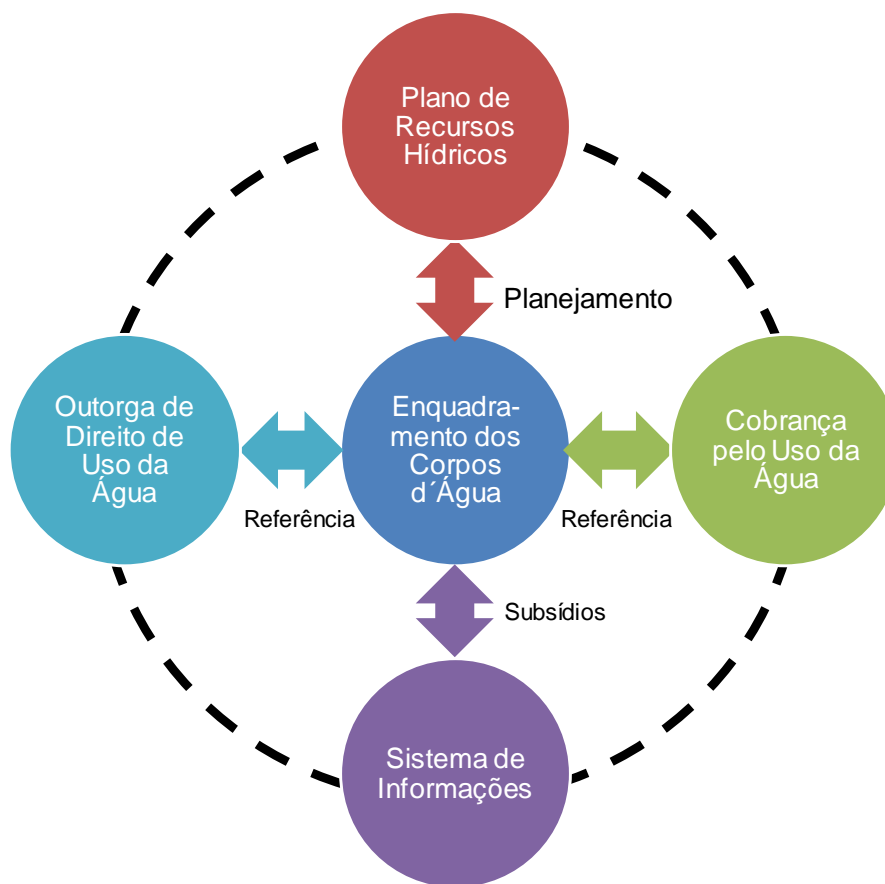 Plano de
Recursos
Hídricos
Planejamento
Outorga de
Direito de
Uso da
Água
Referência
Enquadra-
mento dos
Corpos
d´Água
Referência
Cobrança
pelo Uso da
Água
Subsídios
Sistema de
Informações